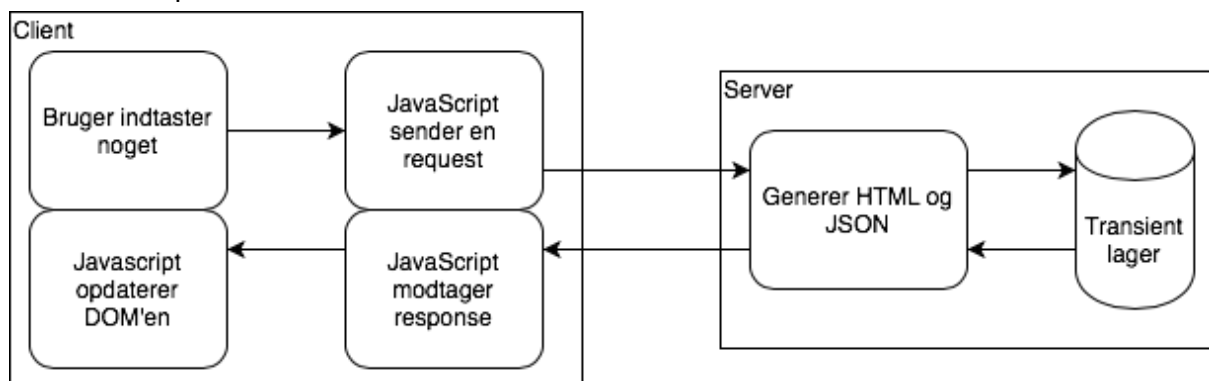 Client
Bruger indtaster
noget
JavaScript
sender en
request
Javascript
opdaterer
DOM'en
JavaScript
modtager
response
Server
Generer HTML og
JSON
Transient
lager